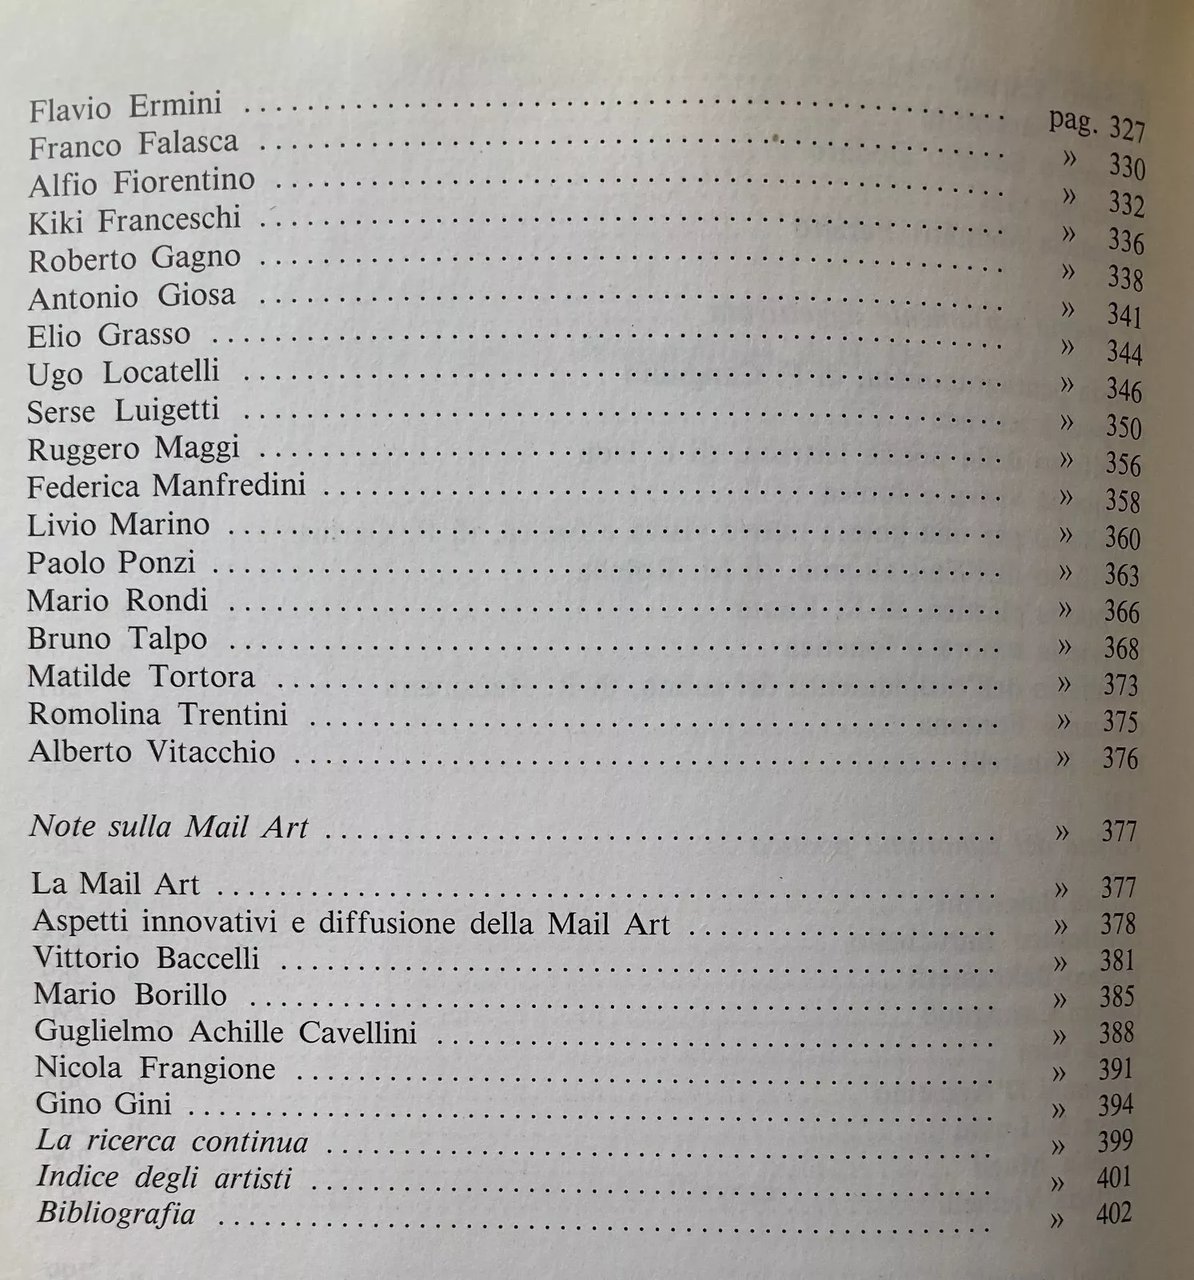 Flavio Ermini . . . . . . . . . . . . . . . . . . . . . . . . . . . . . . . . . . . . . . . . . . . . . . . . pag. 327
Franco Falasca . . . . . . . . . . . . . . . . . . . . . . . . . . . . . . . . . . . . . . . . . . . . . . . » 330
Alfio Fiorentino . . . . . . . . . . . . . . . . . . . . . . . . . . . . . . . . . . . . . . . . . . . . . . » 332
Kiki Franceschi . . . . . . . . . . . . . . . . . . . . . . . . . . . . . . . . . . . . . . . . . . . . . . . » 336
Roberto Gagno . . . . . . . . . . . . . . . . . . . . . . . . . . . . . . . . . . . . . . . . . . . . . . . » 338
Antonio Giosa . . . . . . . . . . . . . . . . . . . . . . . . . . . . . . . . . . . . . . . . . . . . . . . » 341
Elio Grasso . . . . . . . . . . . . . . . . . . . . . . . . . . . . . . . . . . . . . . . . . . . . . . . . . . » 344
Ugo Locatelli . . . . . . . . . . . . . . . . . . . . . . . . . . . . . . . . . . . . . . . . . . . . . . . . » 346
Serse Luigetti . . . . . . . . . . . . . . . . . . . . . . . . . . . . . . . . . . . . . . . . . . . . . . . . » 350
Ruggero Maggi . . . . . . . . . . . . . . . . . . . . . . . . . . . . . . . . . . . . . . . . . . . . . . . » 356
Federica Manfredini . . . . . . . . . . . . . . . . . . . . . . . . . . . . . . . . . . . . . . . . . . . » 358
Livio Marino . . . . . . . . . . . . . . . . . . . . . . . . . . . . . . . . . . . . . . . . . . . . . . . . . » 360
Paolo Ponzi . . . . . . . . . . . . . . . . . . . . . . . . . . . . . . . . . . . . . . . . . . . . . . . . . . » 363
Mario Rondi . . . . . . . . . . . . . . . . . . . . . . . . . . . . . . . . . . . . . . . . . . . . . . . . . » 366
Bruno Talpo . . . . . . . . . . . . . . . . . . . . . . . . . . . . . . . . . . . . . . . . . . . . . . . . . » 368
Matilde Tortora . . . . . . . . . . . . . . . . . . . . . . . . . . . . . . . . . . . . . . . . . . . . . . » 373
Romolina Trentini . . . . . . . . . . . . . . . . . . . . . . . . . . . . . . . . . . . . . . . . . . . . » 375
Alberto Vitacchio . . . . . . . . . . . . . . . . . . . . . . . . . . . . . . . . . . . . . . . . . . . . . » 376
Note sulla Mail Art . . . . . . . . . . . . . . . . . . . . . . . . . . . . . . . . . . . . . . . . . . . » 377
La Mail Art . . . . . . . . . . . . . . . . . . . . . . . . . . . . . . . . . . . . . . . . . . . . . . . . . . » 377
Aspetti innovativi e diffusione della Mail Art . . . . . . . . . . . . . . . . . . . . » 378
Vittorio Baccelli . . . . . . . . . . . . . . . . . . . . . . . . . . . . . . . . . . . . . . . . . . . . . . » 381
Mario Borillo . . . . . . . . . . . . . . . . . . . . . . . . . . . . . . . . . . . . . . . . . . . . . . . . » 385
Guglielmo Achille Cavellini . . . . . . . . . . . . . . . . . . . . . . . . . . . . . . . . . . . . » 388
Nicola Frangione . . . . . . . . . . . . . . . . . . . . . . . . . . . . . . . . . . . . . . . . . . . . . » 391
Gino Gini . . . . . . . . . . . . . . . . . . . . . . . . . . . . . . . . . . . . . . . . . . . . . . . . . . . . » 394
La ricerca continua . . . . . . . . . . . . . . . . . . . . . . . . . . . . . . . . . . . . . . . . . . . » 399
Indice degli artisti . . . . . . . . . . . . . . . . . . . . . . . . . . . . . . . . . . . . . . . . . . . . » 401
Bibliografia . . . . . . . . . . . . . . . . . . . . . . . . . . . . . . . . . . . . . . . . . . . . . . . . . . » 402